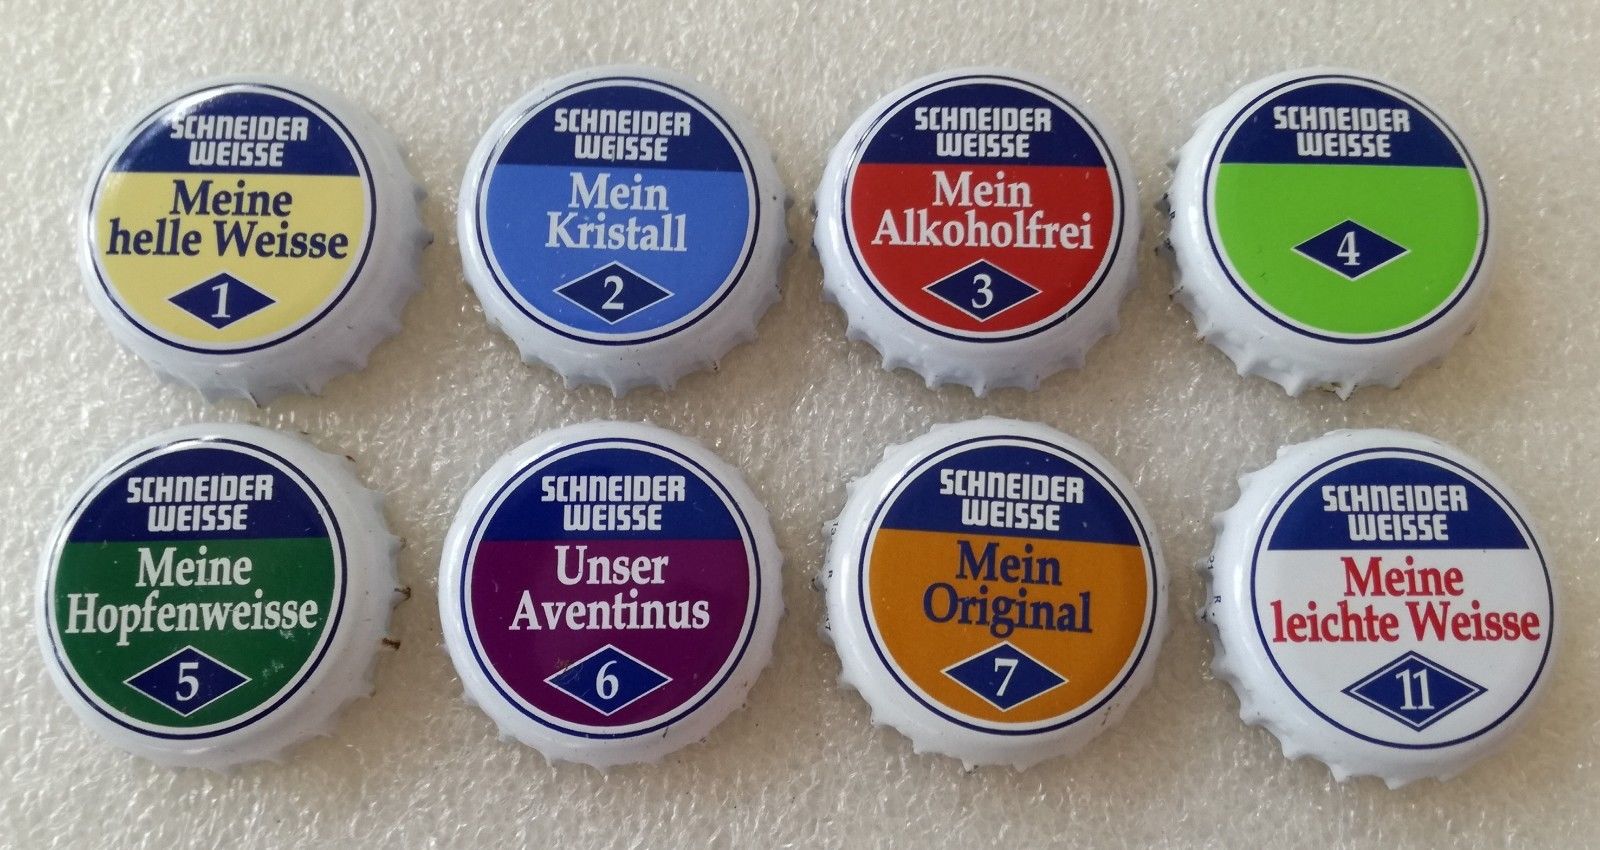 SCHNEIDER
WEISSE
Meine
helle Weisse
1
SCHNEIDER
WEISSE
Mein
Kristall
2
SCHNEIDER
WEISSE
Mein
Alkoholfrei
3
SCHNEIDER
WEISSE
4
SCHNEIDER
WEISSE
Meine
Hopfenweisse
5
SCHNEIDER
WEISSE
Unser
Aventinus
6
SCHNEIDER
WEISSE
Mein
Original
7
SCHNEIDER
WEISSE
Meine
leichte Weisse
11